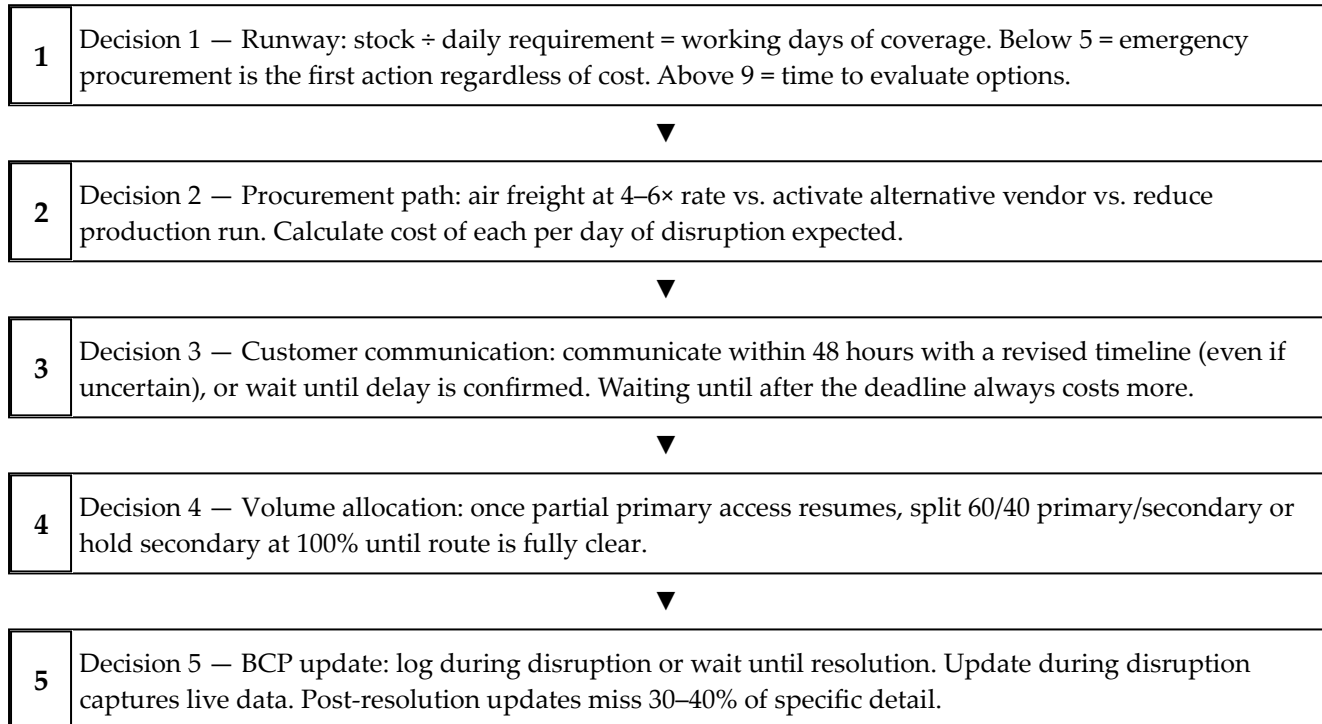 1
Decision 1 — Runway: stock ÷ daily requirement = working days of coverage. Below 5 = emergency
procurement is the first action regardless of cost. Above 9 = time to evaluate options.
▼
2
Decision 2 — Procurement path: air freight at 4–6× rate vs. activate alternative vendor vs. reduce
production run. Calculate cost of each per day of disruption expected.
▼
3
Decision 3 — Customer communication: communicate within 48 hours with a revised timeline (even if
uncertain), or wait until delay is confirmed. Waiting until after the deadline always costs more.
▼
4
Decision 4 — Volume allocation: once partial primary access resumes, split 60/40 primary/secondary or
hold secondary at 100% until route is fully clear.
▼
5
Decision 5 — BCP update: log during disruption or wait until resolution. Update during disruption
captures live data. Post-resolution updates miss 30–40% of specific detail.